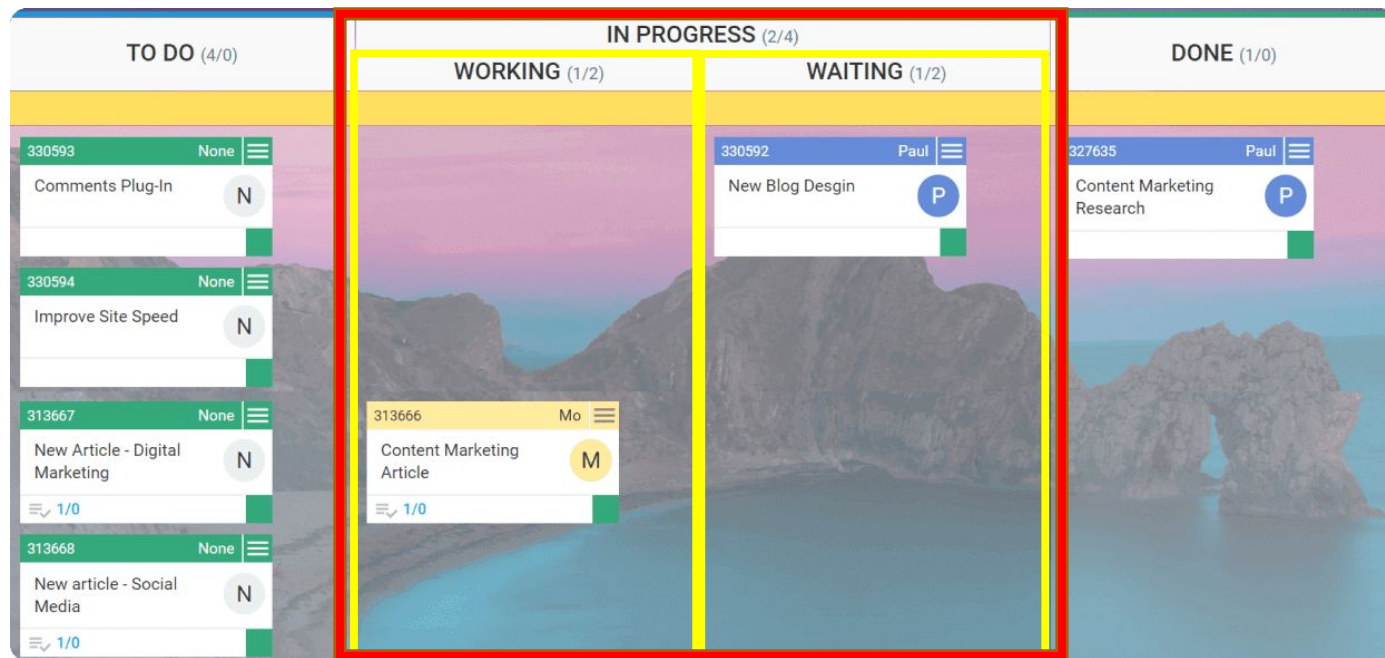 TO DO (4/0)
IN PROGRESS (2/4)
WORKING (1/2)
WAITING (1/2)
DONE (1/0)
330593 None
Comments Plug-In
N
330594 None
Improve Site Speed
N
313667 None
New Article - Digital
Marketing
N
1/0
313668 None
New article - Social
Media
N
1/0
313666 Mo
Content Marketing
Article
M
1/0
330592 Paul
New Blog Desgin
P
327635 Paul
Content Marketing
Research
P